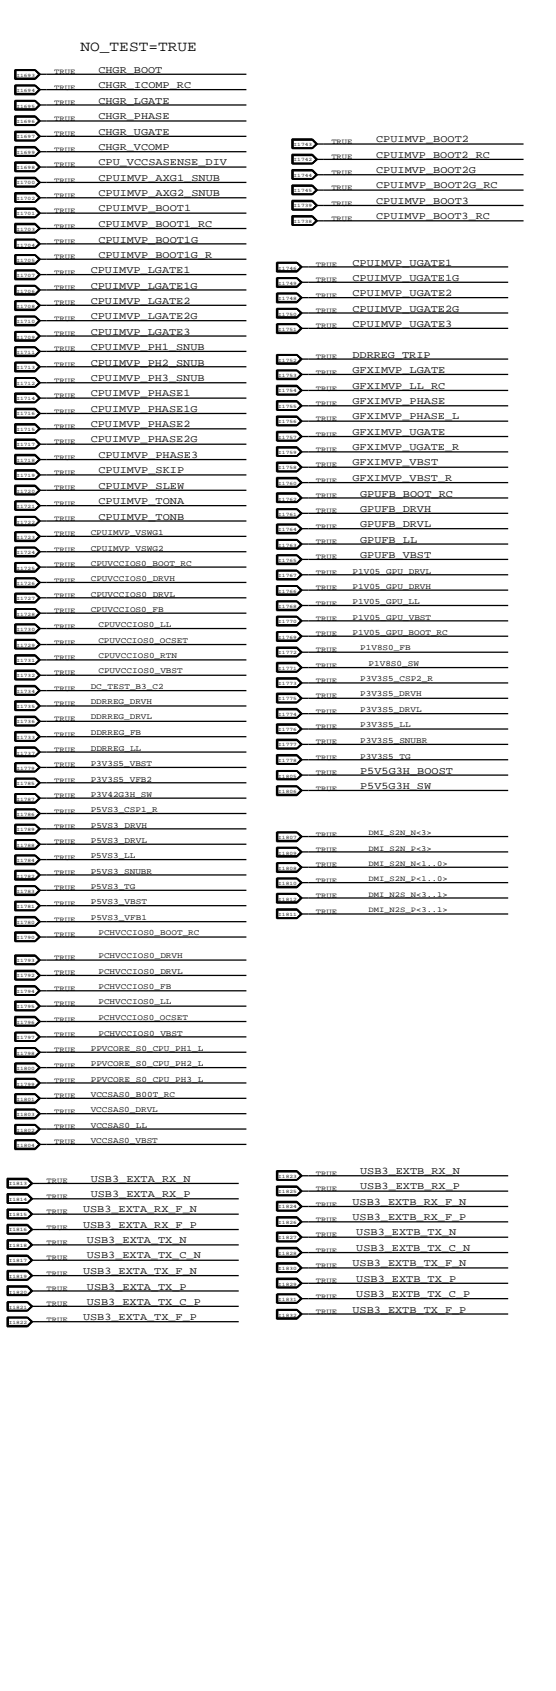 NO_TEST=TRUE
TRUE CHGR_BOOT
TRUE CHGR_ICOMP_RC
TRUE CHGR_LGATE
TRUE CHGR_PHASE
TRUE CHGR_UGATE
TRUE CHGR_VCOMP
TRUE CPU_VCCSASENSE_DIV
TRUE CPUIMVP_AXG1_SNUB
TRUE CPUIMVP_AXG2_SNUB
TRUE CPUIMVP_BOOT1
TRUE CPUIMVP_BOOT1_RC
TRUE CPUIMVP_BOOT1G
TRUE CPUIMVP_BOOT1G_R
TRUE CPUIMVP_LGATE1
TRUE CPUIMVP_LGATE1G
TRUE CPUIMVP_LGATE2
TRUE CPUIMVP_LGATE2G
TRUE CPUIMVP_LGATE3
TRUE CPUIMVP_PH1_SNUB
TRUE CPUIMVP_PH2_SNUB
TRUE CPUIMVP_PH3_SNUB
TRUE CPUIMVP_PHASE1
TRUE CPUIMVP_PHASE1G
TRUE CPUIMVP_PHASE2
TRUE CPUIMVP_PHASE2G
TRUE CPUIMVP_PHASE3
TRUE CPUIMVP_SKIP
TRUE CPUIMVP_SLEW
TRUE CPUIMVP_TONA
TRUE CPUIMVP_TONB
TRUE CPUIMVP_VSWG1
TRUE CPUIMVP_VSWG2
TRUE CPUVCCIOS0_BOOT_RC
TRUE CPUVCCIOS0_DRVH
TRUE CPUVCCIOS0_DRVL
TRUE CPUVCCIOS0_FB
TRUE CPUVCCIOS0_LL
TRUE CPUVCCIOS0_OCSET
TRUE CPUVCCIOS0_RTN
TRUE CPUVCCIOS0_VBST
TRUE DC_TEST_B3_C2
TRUE DDRREG_DRVH
TRUE DDRREG_DRVL
TRUE DDRREG_FB
TRUE DDRREG_LL
TRUE P3V3S5_VBST
TRUE P3V3S5_VFB2
TRUE P3V42G3H_SW
TRUE P5VS3_CSP1_R
TRUE P5VS3_DRVH
TRUE P5VS3_DRVL
TRUE P5VS3_LL
TRUE P5VS3_SNUBR
TRUE P5VS3_TG
TRUE P5VS3_VBST
TRUE P5VS3_VFB1
TRUE PCHVCCIOS0_BOOT_RC
TRUE PCHVCCIOS0_DRVH
TRUE PCHVCCIOS0_DRVL
TRUE PCHVCCIOS0_FB
TRUE PCHVCCIOS0_LL
TRUE PCHVCCIOS0_OCSET
TRUE PCHVCCIOS0_VBST
TRUE PPVCORE_S0_CPU_PH1_L
TRUE PPVCORE_S0_CPU_PH2_L
TRUE PPVCORE_S0_CPU_PH3_L
TRUE VCCSAS0_B00T_RC
TRUE VCCSAS0_DRVL
TRUE VCCSAS0_LL
TRUE VCCSAS0_VBST
TRUE USB3_EXTA_RX_N
TRUE USB3_EXTA_RX_P
TRUE USB3_EXTA_RX_F_N
TRUE USB3_EXTA_RX_F_P
TRUE USB3_EXTA_TX_N
TRUE USB3_EXTA_TX_C_N
TRUE USB3_EXTA_TX_F_N
TRUE USB3_EXTA_TX_P
TRUE USB3_EXTA_TX_C_P
TRUE USB3_EXTA_TX_F_P
TRUE CPUIMVP_BOOT2
TRUE CPUIMVP_BOOT2_RC
TRUE CPUIMVP_BOOT2G
TRUE CPUIMVP_BOOT2G_RC
TRUE CPUIMVP_BOOT3
TRUE CPUIMVP_BOOT3_RC
TRUE CPUIMVP_UGATE1
TRUE CPUIMVP_UGATE1G
TRUE CPUIMVP_UGATE2
TRUE CPUIMVP_UGATE2G
TRUE CPUIMVP_UGATE3
TRUE DDRREG_TRIP
TRUE GFXIMVP_LGATE
TRUE GFXIMVP_LL_RC
TRUE GFXIMVP_PHASE
TRUE GFXIMVP_PHASE_L
TRUE GFXIMVP_UGATE
TRUE GFXIMVP_UGATE_R
TRUE GFXIMVP_VBST
TRUE GFXIMVP_VBST_R
TRUE GPUFB_BOOT_RC
TRUE GPUFB_DRVH
TRUE GPUFB_DRVL
TRUE GPUFB_LL
TRUE GPUFB_VBST
TRUE P1V05_GPU_DRVL
TRUE P1V05_GPU_DRVH
TRUE P1V05_GPU_LL
TRUE P1V05_GPU_VBST
TRUE P1V05_GPU_BOOT_RC
TRUE P1V8S0_FB
TRUE P1V8S0_SW
TRUE P3V3S5_CSP2_R
TRUE P3V3S5_DRVH
TRUE P3V3S5_DRVL
TRUE P3V3S5_LL
TRUE P3V3S5_SNUBR
TRUE P3V3S5_TG
TRUE P5V5G3H_BOOST
TRUE P5V5G3H_SW
TRUE DMI_S2N_N<3>
TRUE DMI_S2N_P<3>
TRUE DMI_S2N_N<1..0>
TRUE DMI_S2N_P<1..0>
TRUE DMI_N2S_N<3..1>
TRUE DMI_N2S_P<3..1>
TRUE USB3_EXTB_RX_N
TRUE USB3_EXTB_RX_P
TRUE USB3_EXTB_RX_F_N
TRUE USB3_EXTB_RX_F_P
TRUE USB3_EXTB_TX_N
TRUE USB3_EXTB_TX_C_N
TRUE USB3_EXTB_TX_F_N
TRUE USB3_EXTB_TX_P
TRUE USB3_EXTB_TX_C_P
TRUE USB3_EXTB_TX_F_P